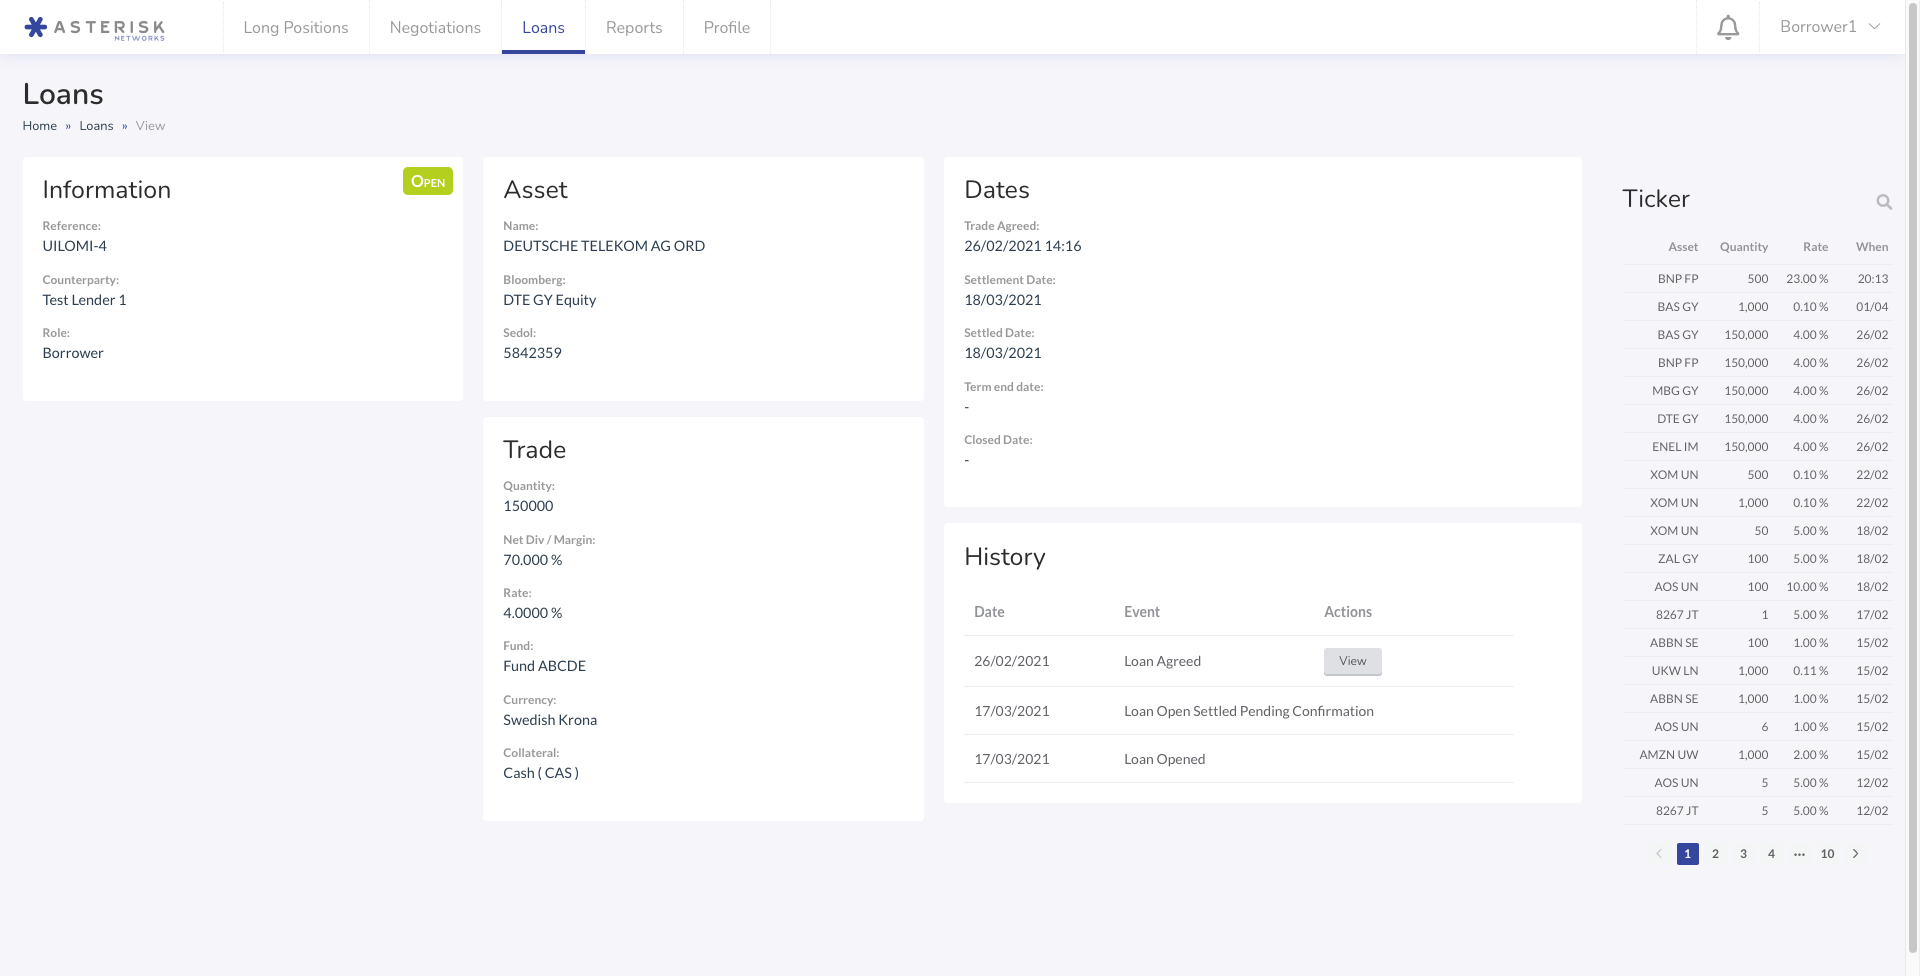 ASTERISK
NETWORKS
Long Positions
Negotiations
Loans
Reports
Profile
Borrower1
Loans
Home » Loans » View
Information
OPEN
Reference:
UILOMI-4
Counterparty:
Test Lender 1
Role:
Borrower
Asset
Name:
DEUTSCHE TELEKOM AG ORD
Bloomberg:
DTE GY Equity
Sedol:
5842359
Trade
Quantity:
150000
Net Div / Margin:
70.000 %
Rate:
4.0000 %
Fund:
Fund ABCDE
Currency:
Swedish Krona
Collateral:
Cash ( CAS )
Dates
Trade Agreed:
26/02/2021 14:16
Settlement Date:
18/03/2021
Settled Date:
18/03/2021
Term end date:
-
Closed Date:
-
History
Date Event Actions
26/02/2021 Loan Agreed View
17/03/2021 Loan Open Settled Pending Confirmation
17/03/2021 Loan Opened
Ticker
Asset Quantity Rate When
BNP FP 500 23.00 % 20:13
BAS GY 1,000 0.10 % 01/04
BAS GY 150,000 4.00 % 26/02
BNP FP 150,000 4.00 % 26/02
MBG GY 150,000 4.00 % 26/02
DTE GY 150,000 4.00 % 26/02
ENEL IM 150,000 4.00 % 26/02
XOM UN 500 0.10 % 22/02
XOM UN 1,000 0.10 % 22/02
XOM UN 50 5.00 % 18/02
ZAL GY 100 5.00 % 18/02
AOS UN 100 10.00 % 18/02
8267 JT 1 5.00 % 17/02
ABBN SE 100 1.00 % 15/02
UKW LN 1,000 0.11 % 15/02
ABBN SE 1,000 1.00 % 15/02
AOS UN 6 1.00 % 15/02
AMZN UW 1,000 2.00 % 15/02
AOS UN 5 5.00 % 12/02
8267 JT 5 5.00 % 12/02
1 2 3 4 ••• 10